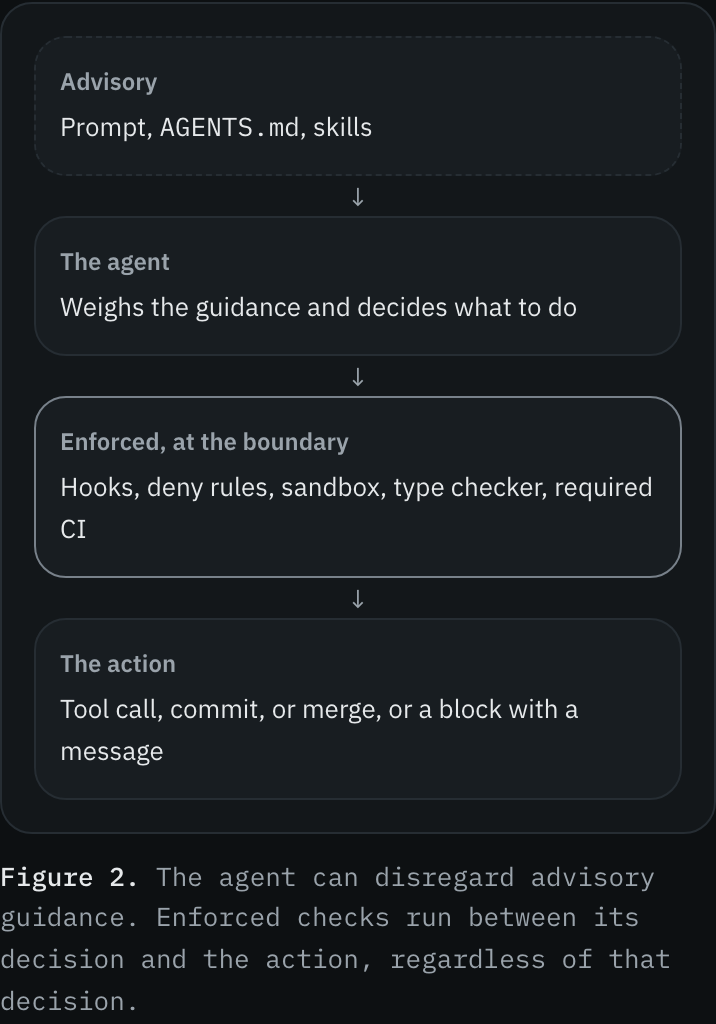 Advisory
Prompt, AGENTS.md, skills
↓
The agent
Weighs the guidance and decides what to do
↓
Enforced, at the boundary
Hooks, deny rules, sandbox, type checker, required
CI
↓
The action
Tool call, commit, or merge, or a block with a
message
Figure 2. The agent can disregard advisory
guidance. Enforced checks run between its
decision and the action, regardless of that
decision.